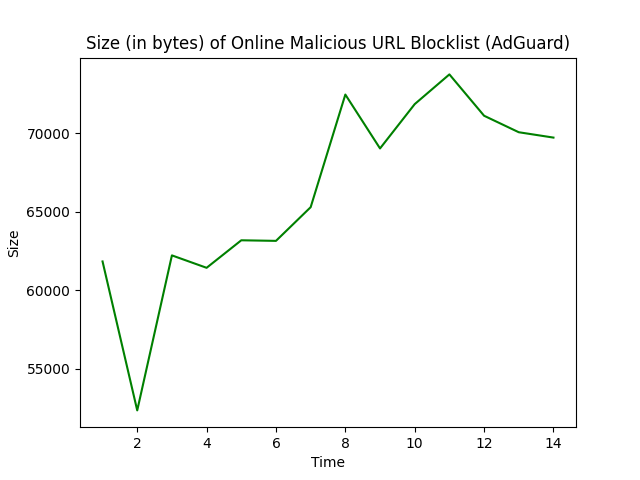 Size (in bytes) of Online Malicious URL Blocklist (AdGuard)
70000
65000
60000
55000
Size
2 4 6 8 10 12 14
Time